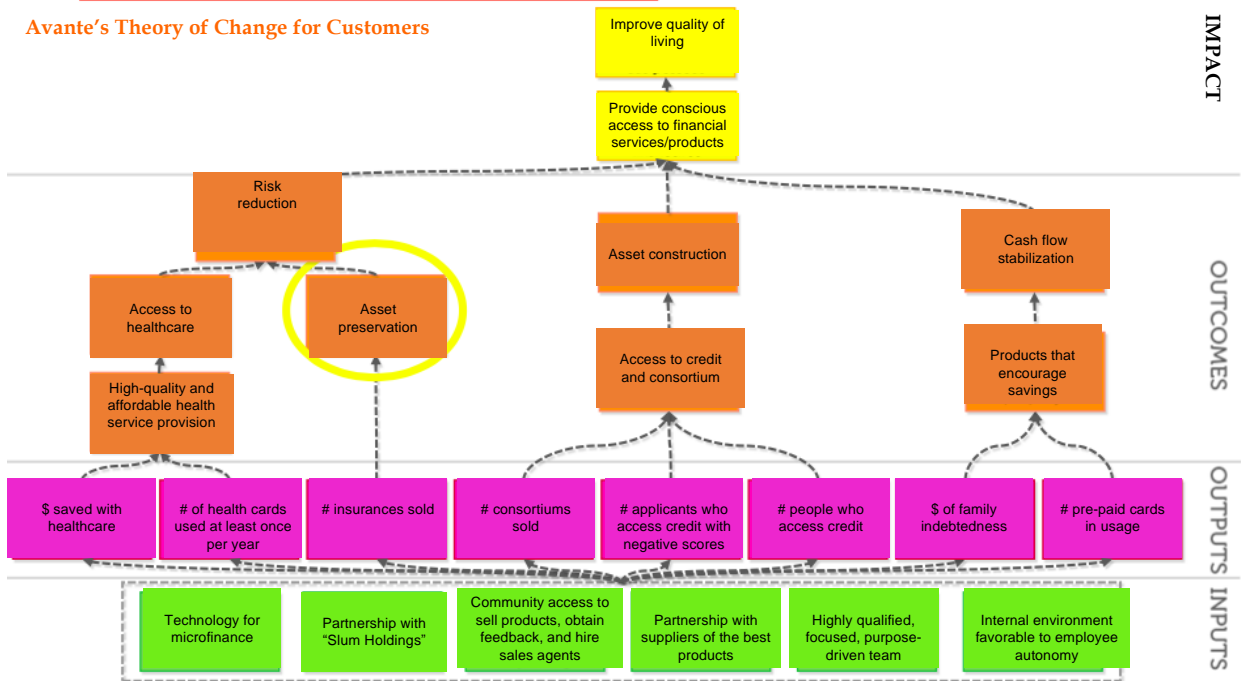 Avante's Theory of Change for Customers
Improve quality of
living
IMPACT
Provide conscious
access to financial
services/products
Risk
reduction
Asset construction
Cash flow
stabilization
OUTCOMES
Access to
healthcare
Asset
preservation
Access to credit
and consortium
Products that
encourage
savings
High-quality and
affordable health
service provision
$ saved with
healthcare
# of health cards
used at least once
per year
# insurances sold
# consortiums
sold
# applicants who
access credit with
negative scores
# people who
access credit
$ of family
indebtedness
# pre-paid cards
in usage
OUTPUTS
Technology for
microfinance
Partnership with
“Slum Holdings”
Community access to
sell products, obtain
feedback, and hire
sales agents
Partnership with
suppliers of the best
products
Highly qualified,
focused, purpose-
driven team
Internal environment
favorable to employee
autonomy
INPUTS